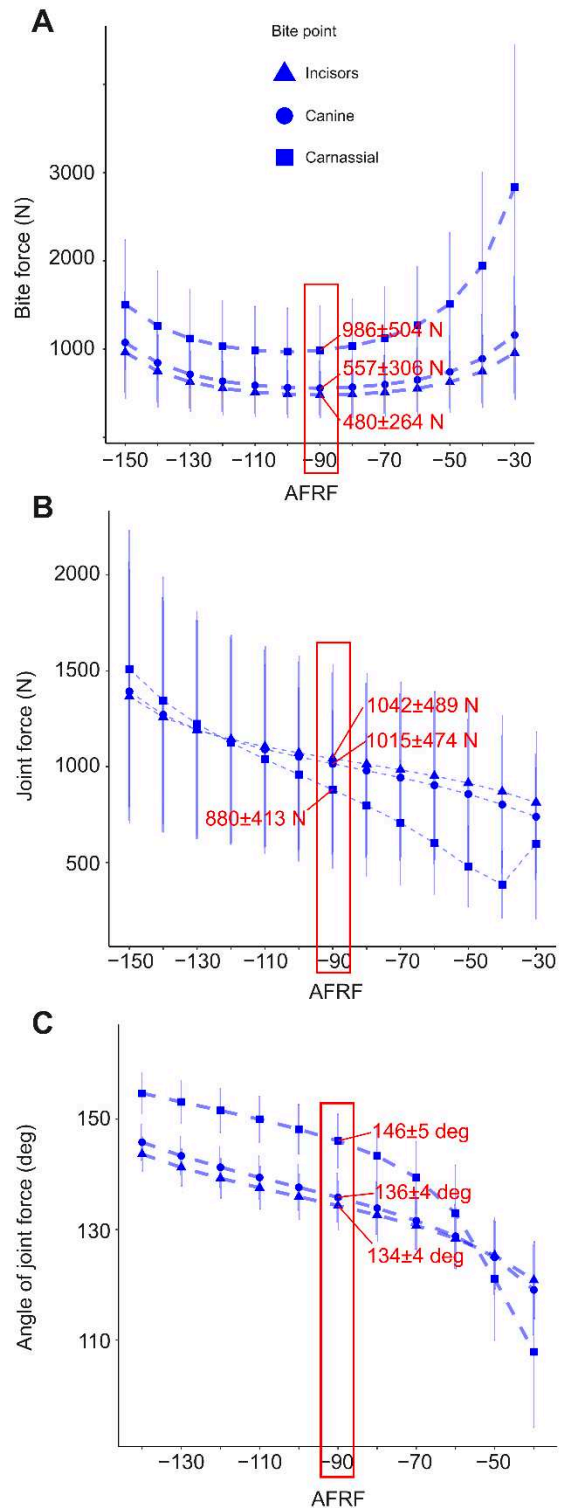 A
Bite point
Incisors
Canine
Carnassial
Bite force (N)
3000
2000
1000
0
986±504 N
557±306 N
480±264 N
−150 −130 −110 −90 −70 −50 −30
AFRF
B
Joint force (N)
2000
1500
1000
500
1042±489 N
1015±474 N
880±413 N
−150 −130 −110 −90 −70 −50 −30
AFRF
C
Angle of joint force (deg)
150
130
110
146±5 deg
136±4 deg
134±4 deg
−130 −110 −90 −70 −50
AFRF